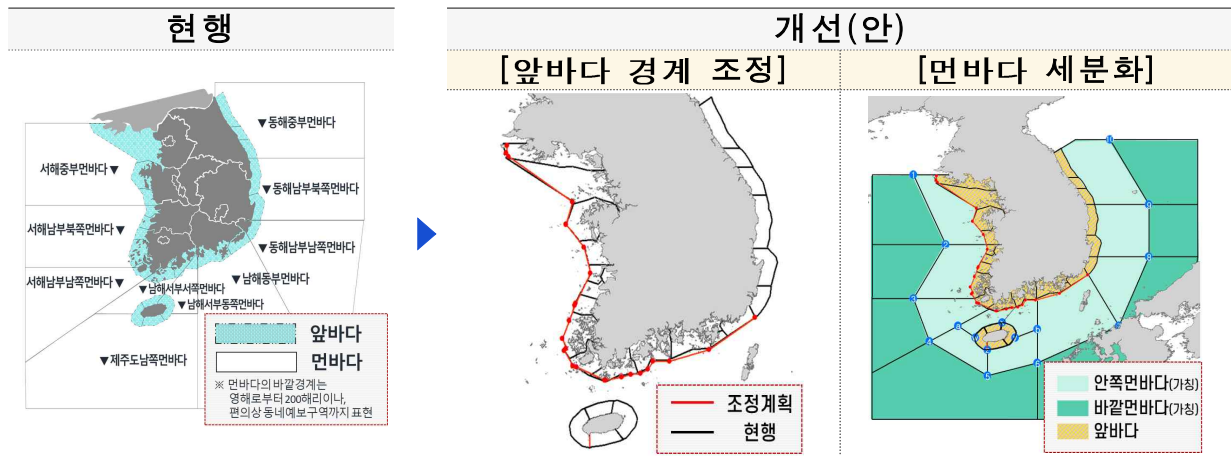 현행
개선(안)
[앞바다 경계 조정]
[먼바다 세분화]
▼동해중부먼바다
서해중부먼바다▼
▼동해남부북쪽먼바다
서해남부북쪽먼바다▼
▼동해남부남쪽먼바다
서해남부남쪽먼바다▼
▼남해동부먼바다
▼남해서부서쪽먼바다
▼남해서부동쪽먼바다
▼제주도남쪽먼바다
앞바다
먼바다
※ 먼바다의 바깥경계는
영해로부터 200해리이나,
편의상 동네예보구역까지 표현
조정계획
현행
안쪽먼바다(가칭)
바깥먼바다(가칭)
앞바다